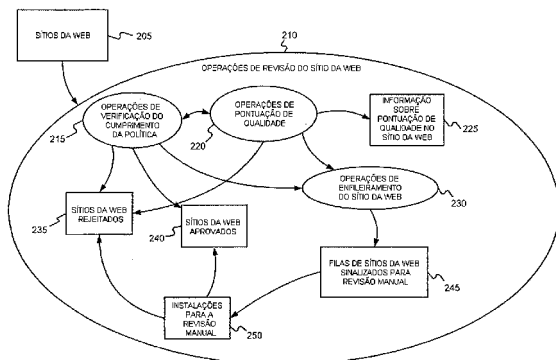 SÍTIOS DA WEB
205
210
OPERAÇÕES DE REVISÃO DO SÍTIO DA WEB
OPERAÇÕES DE
VERIFICAÇÃO DO
CUMPRIMENTO
DA POLÍTICA
215
OPERAÇÕES DE
PONTUAÇÃO DE
QUALIDADE
220
INFORMAÇÃO
SOBRE
PONTUAÇÃO DE
QUALIDADE NO
SÍTIO DA WEB
225
OPERAÇÕES DE
ENFILEIRAMENTO
DO SÍTIO DA WEB
230
235
SÍTIOS DA WEB
REJEITADOS
240
SÍTIOS DA WEB
APROVADOS
FILAS DE SÍTIOS DA WEB
SINALIZADOS PARA
REVISÃO MANUAL
245
INSTALAÇÕES
PARA A
REVISÃO
MANUAL
250